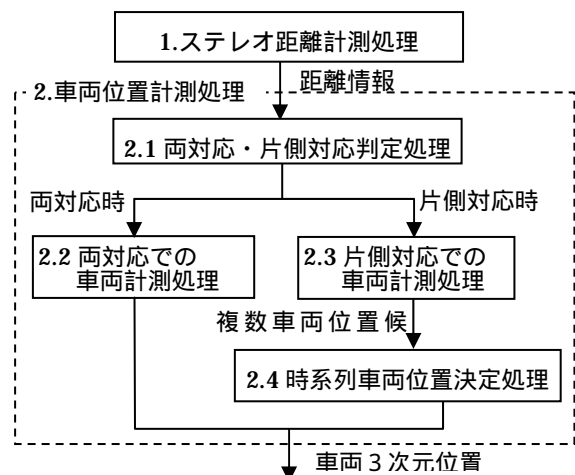 1.ステレオ距離計測処理
距離情報
2.車両位置計測処理
2.1 両対応・片側対応判定処理
両対応時
片側対応時
2.2 両対応での
車両計測処理
2.3 片側対応での
車両計測処理
複数車両位置候
2.4 時系列車両位置決定処理
車両3次元位置